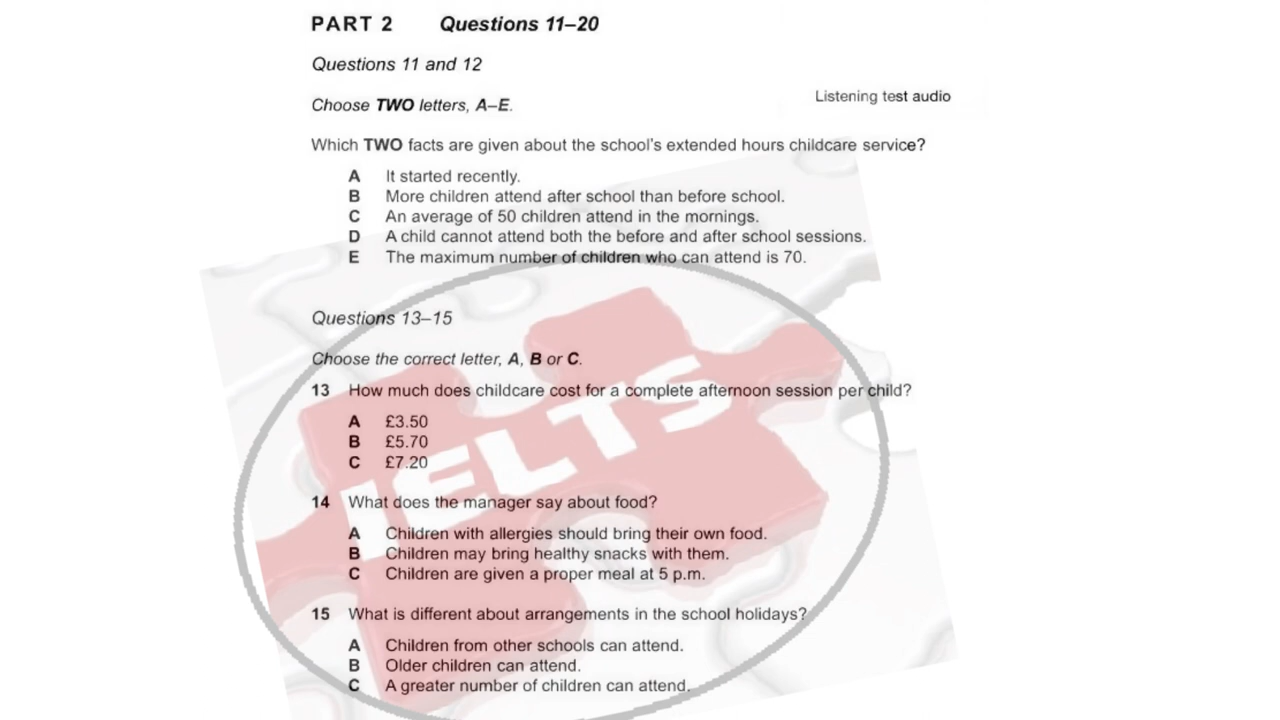 PART 2 Questions 11–20
Questions 11 and 12
Choose TWO letters, A–E.
Listening test audio
Which TWO facts are given about the school's extended hours childcare service?
A It started recently.
B More children attend after school than before school.
C An average of 50 children attend in the mornings.
D A child cannot attend both the before and after school sessions.
E The maximum number of children who can attend is 70.
Questions 13–15
Choose the correct letter, A, B or C.
13 How much does childcare cost for a complete afternoon session per child?
A £3.50
B £5.70
C £7.20
IELTS
14 What does the manager say about food?
A Children with allergies should bring their own food.
B Children may bring healthy snacks with them.
C Children are given a proper meal at 5 p.m.
15 What is different about arrangements in the school holidays?
A Children from other schools can attend.
B Older children can attend.
C A greater number of children can attend.